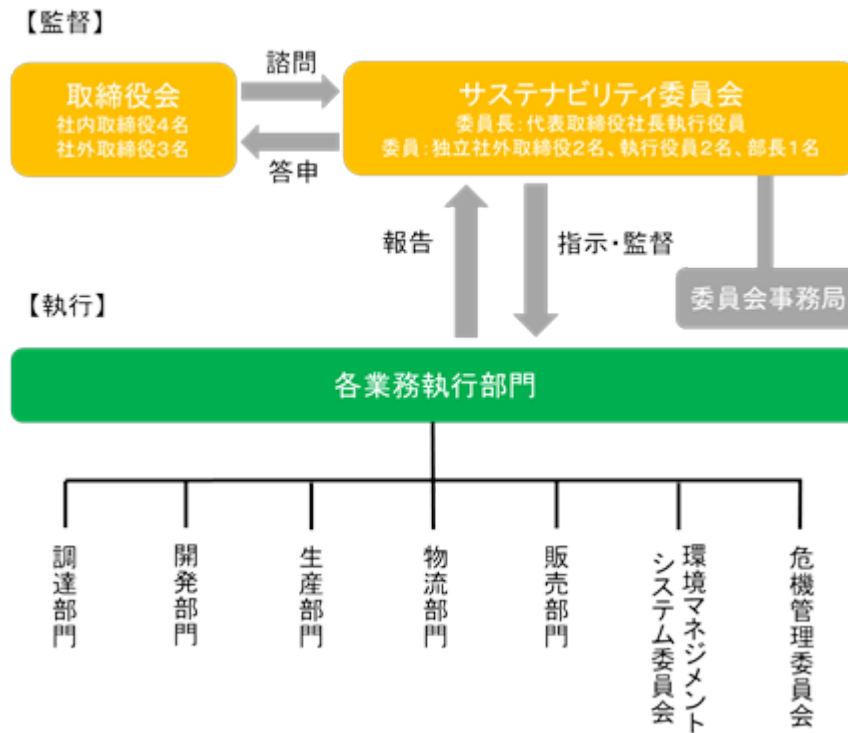 【監督】
諮問
取締役会
社内取締役4名
社外取締役3名
サステナビリティ委員会
委員長:代表取締役社長執行役員
委員:独立社外取締役2名、執行役員2名、部長1名
答申
報告
指示・監督
委員会事務局
【執行】
各業務執行部門
調達部門
開発部門
生産部門
物流部門
販売部門
環境マネジメント
システム委員会
危機管理委員会